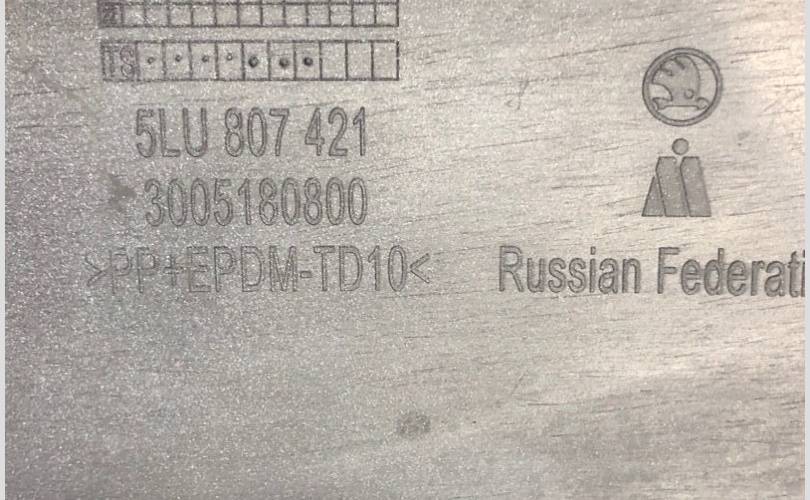 5LU 807 421
3005180800
>PP+EPDM-TD10<
Russian Federati